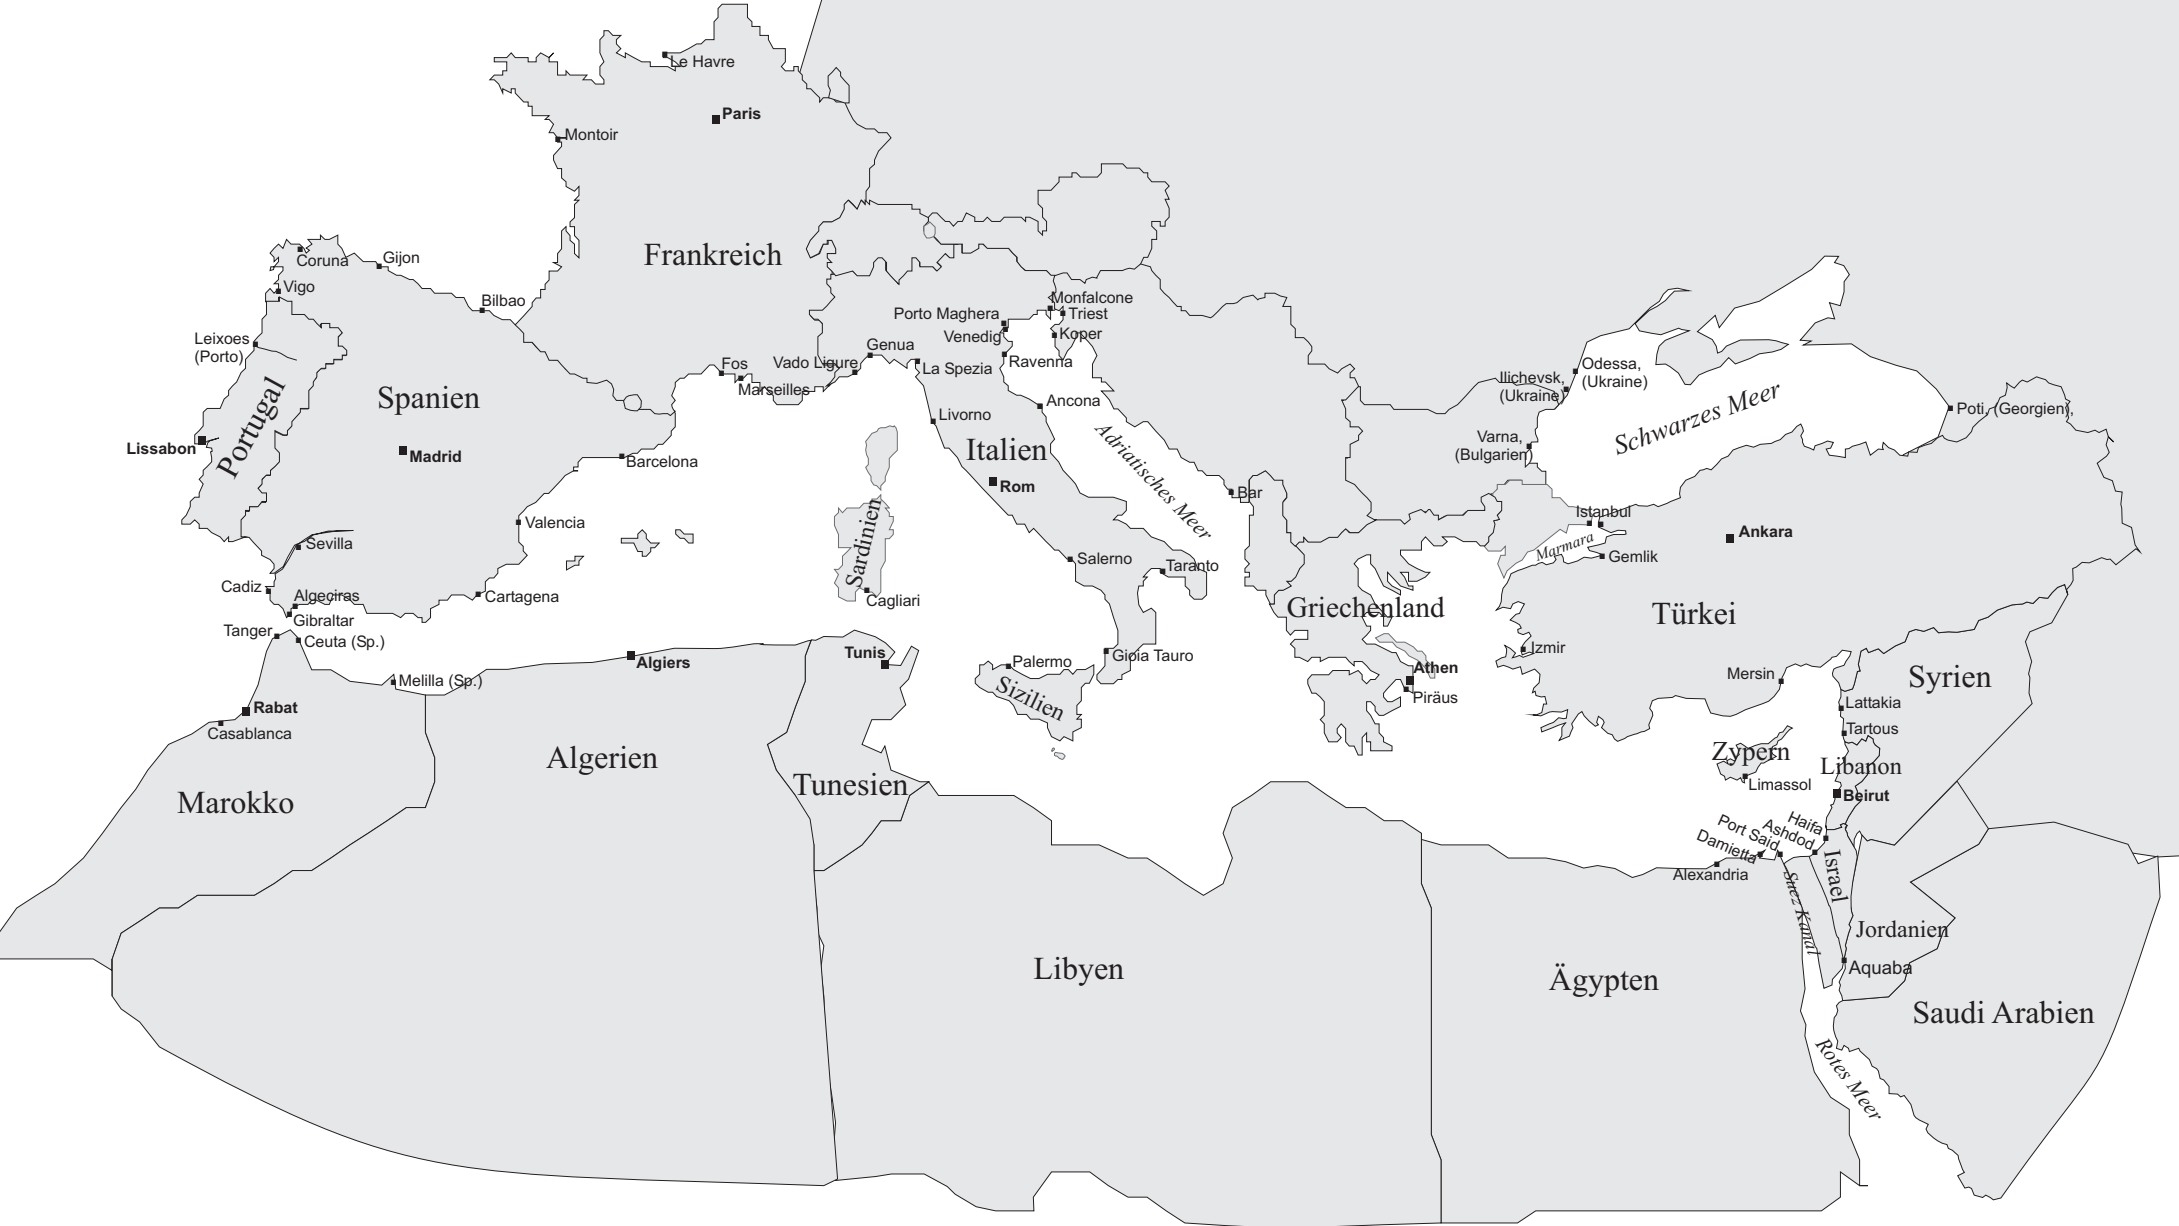 Le Havre
Paris
Montoir
Frankreich
Coruna
Gijon
Vigo
Bilbao
Leixoes
(Porto)
Portugal
Spanien
Lissabon
Madrid
Barcelona
Valencia
Sevilla
Cadiz
Algeciras
Gibraltar
Cartagena
Tanger
Ceuta (Sp.)
Melilla (Sp.)
Fos
Marseilles
Vado Ligure
Genua
La Spezia
Livorno
Porto Maghera
Venedig
Monfalcone
Triest
Koper
Ravenna
Ancona
Italien
Rom
Adriatisches Meer
Bar
Sardinien
Cagliari
Salerno
Taranto
Gioia Tauro
Palermo
Sizilien
Griechenland
Athen
Piräus
Ilichevsk,
(Ukraine)
Odessa,
(Ukraine)
Varna,
(Bulgarien)
Schwarzes Meer
Poti, (Georgien),
Istanbul
Marmara
Gemlik
Ankara
Türkei
Izmir
Mersin
Syrien
Lattakia
Tartous
Zypern
Limassol
Libanon
Beirut
Haifa
Ashdod
Port Said
Damietta
Alexandria
Suez Kanal
Israel
Jordanien
Aquaba
Saudi Arabien
Rotes Meer
Rabat
Casablanca
Marokko
Algiers
Algerien
Tunis
Tunesien
Libyen
Ägypten